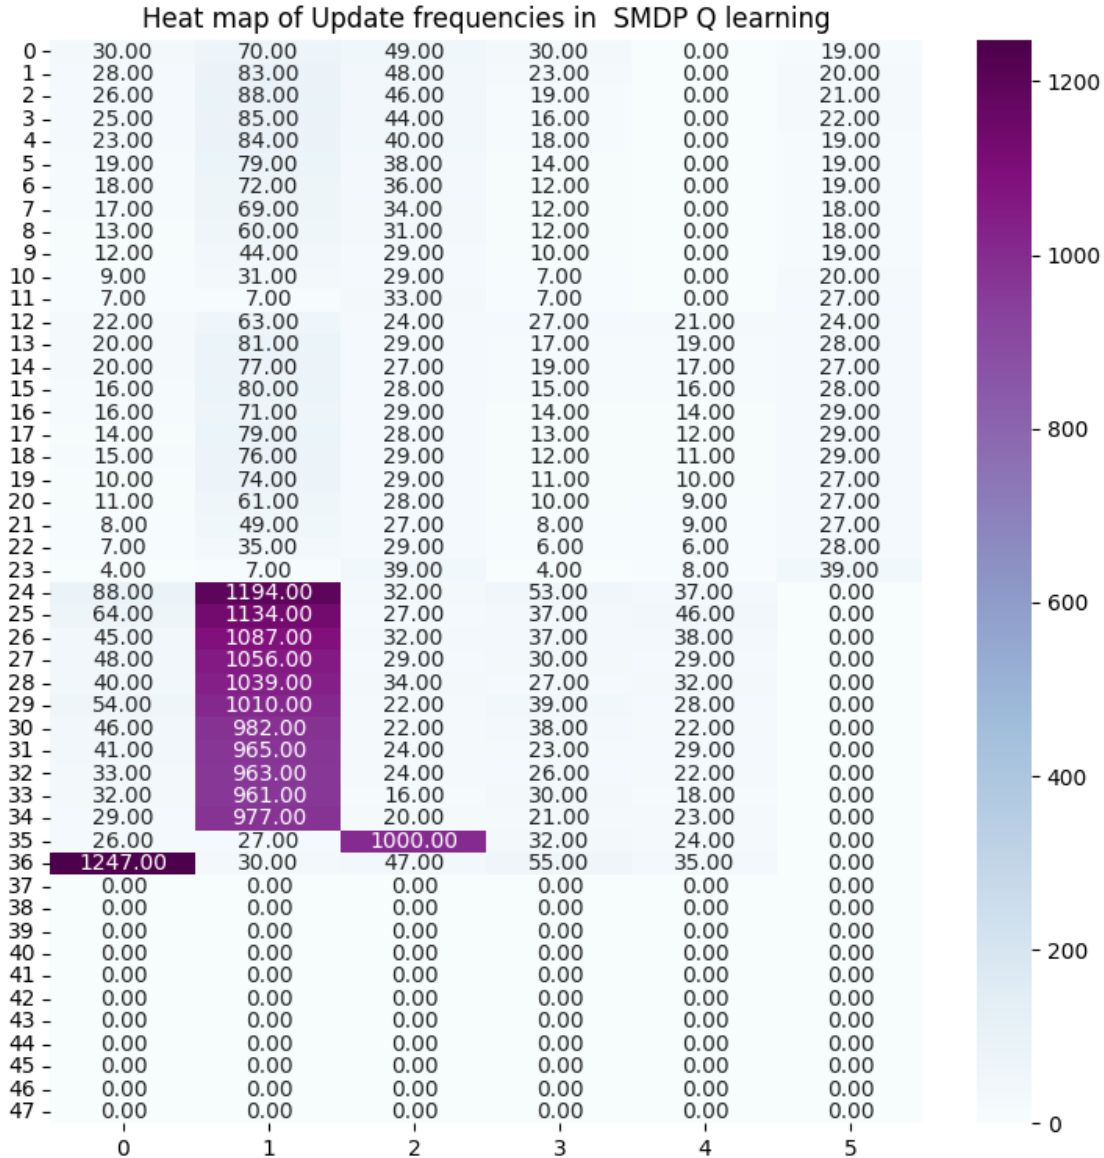 Heat map of Update frequencies in  SMDP Q learning
0 30.00 70.00 49.00 30.00 0.00 19.00
1 28.00 83.00 48.00 23.00 0.00 20.00
2 26.00 88.00 46.00 19.00 0.00 21.00
3 25.00 85.00 44.00 16.00 0.00 22.00
4 23.00 84.00 40.00 18.00 0.00 19.00
5 19.00 79.00 38.00 14.00 0.00 19.00
6 18.00 72.00 36.00 12.00 0.00 19.00
7 17.00 69.00 34.00 12.00 0.00 18.00
8 13.00 60.00 31.00 12.00 0.00 18.00
9 12.00 44.00 29.00 10.00 0.00 19.00
10 9.00 31.00 29.00 7.00 0.00 20.00
11 7.00 7.00 33.00 7.00 0.00 27.00
12 22.00 63.00 24.00 27.00 21.00 24.00
13 20.00 81.00 29.00 17.00 19.00 28.00
14 20.00 77.00 27.00 19.00 17.00 27.00
15 16.00 80.00 28.00 15.00 16.00 28.00
16 16.00 71.00 29.00 14.00 14.00 29.00
17 14.00 79.00 28.00 13.00 12.00 29.00
18 15.00 76.00 29.00 12.00 11.00 29.00
19 10.00 74.00 29.00 11.00 10.00 27.00
20 11.00 61.00 28.00 10.00 9.00 27.00
21 8.00 49.00 27.00 8.00 9.00 27.00
22 7.00 35.00 29.00 6.00 6.00 28.00
23 4.00 7.00 39.00 4.00 8.00 39.00
24 88.00 1194.00 32.00 53.00 37.00 0.00
25 64.00 1134.00 27.00 37.00 46.00 0.00
26 45.00 1087.00 32.00 37.00 38.00 0.00
27 48.00 1056.00 29.00 30.00 29.00 0.00
28 40.00 1039.00 34.00 27.00 32.00 0.00
29 54.00 1010.00 22.00 39.00 28.00 0.00
30 46.00 982.00 22.00 38.00 22.00 0.00
31 41.00 965.00 24.00 23.00 29.00 0.00
32 33.00 963.00 24.00 26.00 22.00 0.00
33 32.00 961.00 16.00 30.00 18.00 0.00
34 29.00 977.00 20.00 21.00 23.00 0.00
35 26.00 27.00 1000.00 32.00 24.00 0.00
36 1247.00 30.00 47.00 55.00 35.00 0.00
37 0.00 0.00 0.00 0.00 0.00 0.00
38 0.00 0.00 0.00 0.00 0.00 0.00
39 0.00 0.00 0.00 0.00 0.00 0.00
40 0.00 0.00 0.00 0.00 0.00 0.00
41 0.00 0.00 0.00 0.00 0.00 0.00
42 0.00 0.00 0.00 0.00 0.00 0.00
43 0.00 0.00 0.00 0.00 0.00 0.00
44 0.00 0.00 0.00 0.00 0.00 0.00
45 0.00 0.00 0.00 0.00 0.00 0.00
46 0.00 0.00 0.00 0.00 0.00 0.00
47 0.00 0.00 0.00 0.00 0.00 0.00
0 1 2 3 4 5
1200
1000
800
600
400
200
0